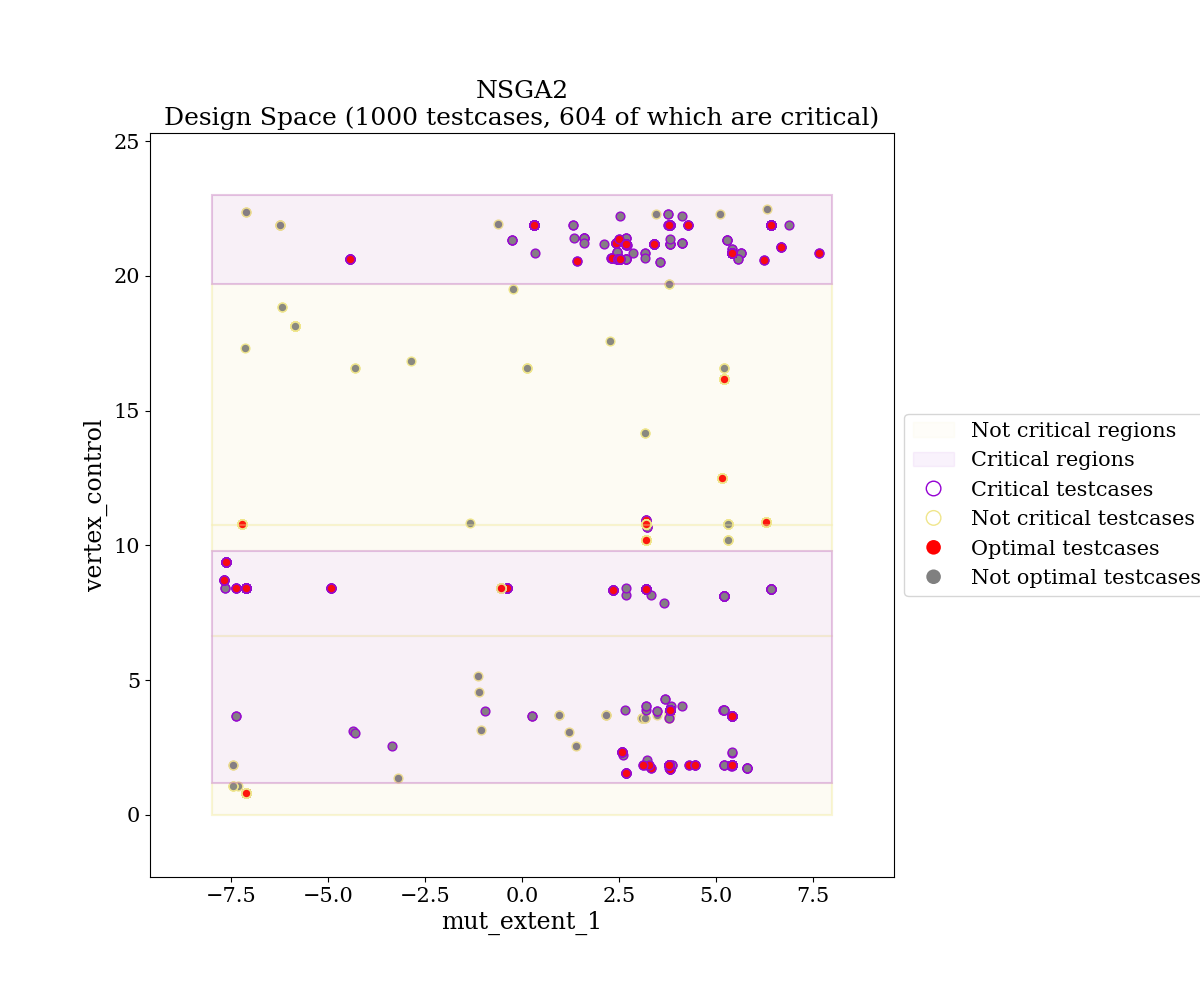 NSGA2
Design Space (1000 testcases, 604 of which are critical)
25
20
15
10
5
0
vertex_control
−7.5
−5.0
−2.5
0.0
2.5
5.0
7.5
mut_extent_1
Not critical regions
Critical regions
Critical testcases
Not critical testcases
Optimal testcases
Not optimal testcases